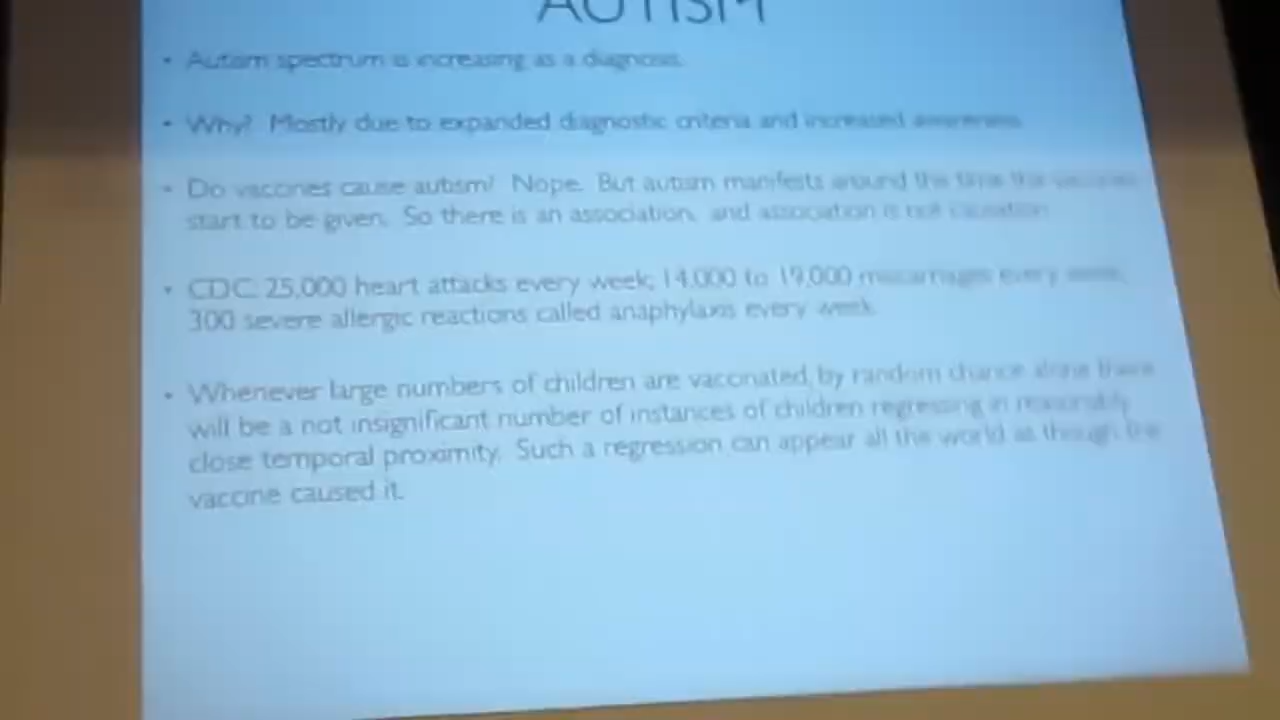 AUTISM
• Autism spectrum is increasing as a diagnosis.
• Why? Mostly due to expanded diagnostic criteria and increased awareness.
• Do vaccines cause autism? Nope. But autism manifests around the time the vaccines
start to be given. So there is an association, and association is not causation.
• CDC: 25,000 heart attacks every week; 14,000 to 19,000 miscarriages every week;
300 severe allergic reactions called anaphylaxis every week.
• Whenever large numbers of children are vaccinated, by random chance alone there
will be a not insignificant number of instances of children regressing in reasonably
close temporal proximity. Such a regression can appear all the world as though the
vaccine caused it.